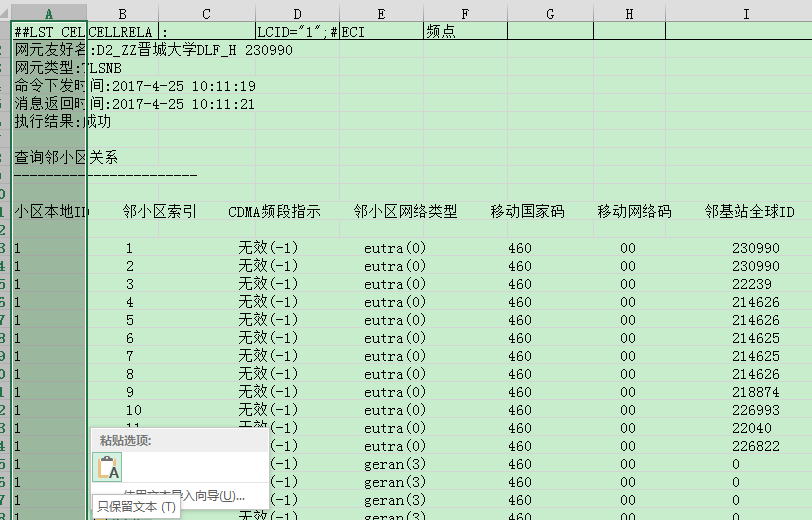 A B C D E F G H I
##LST CEL CELLRELA : LCID="1";# ECI 频点
网元友好名:D2_ZZ晋城大学DLF_H 230990
网元类型:TLSNB
命令下发时间:2017-4-25 10:11:19
消息返回时间:2017-4-25 10:11:21
执行结果:成功
查询邻小区关系
------------------------
小区本地ID 邻小区索引 CDMA频段指示 邻小区网络类型 移动国家码 移动网络码 邻基站全球ID
1 1 无效(-1) eutra(0) 460 00 230990
1 2 无效(-1) eutra(0) 460 00 230990
1 3 无效(-1) eutra(0) 460 00 22239
1 4 无效(-1) eutra(0) 460 00 214626
1 5 无效(-1) eutra(0) 460 00 214626
1 6 无效(-1) eutra(0) 460 00 214625
1 7 无效(-1) eutra(0) 460 00 214625
1 8 无效(-1) eutra(0) 460 00 214626
1 9 无效(-1) eutra(0) 460 00 218874
1 10 无效(-1) eutra(0) 460 00 226993
1 11 无效(-1) eutra(0) 460 00 22040
1 (-1) eutra(0) 460 00 226822
1 (-1) geran(3) 460 00 0
1 (-1) geran(3) 460 00 0
1 (-1) geran(3) 460 00 0
1 无效(-1) geran(3) 460 00 0
粘贴选项:
使用文本导入向导(U)...
只保留文本 (T)